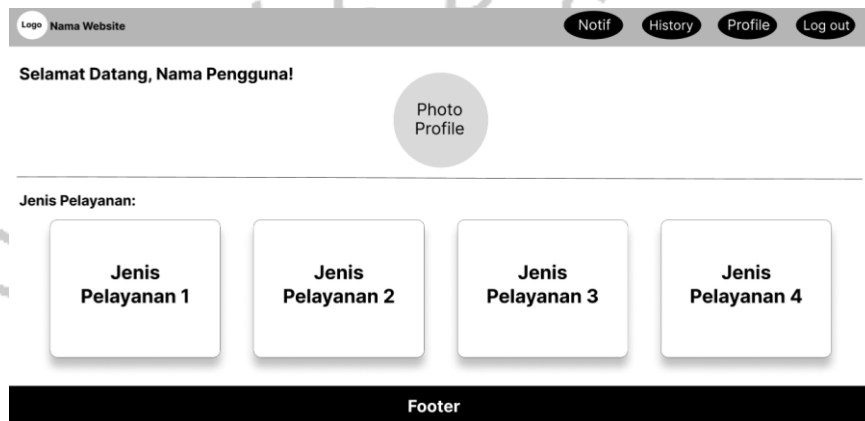 Logo Nama Website Notif History Profile Log out
Selamat Datang, Nama Pengguna!
Photo
Profile
Jenis Pelayanan:
Jenis
Pelayanan 1
Jenis
Pelayanan 2
Jenis
Pelayanan 3
Jenis
Pelayanan 4
Footer